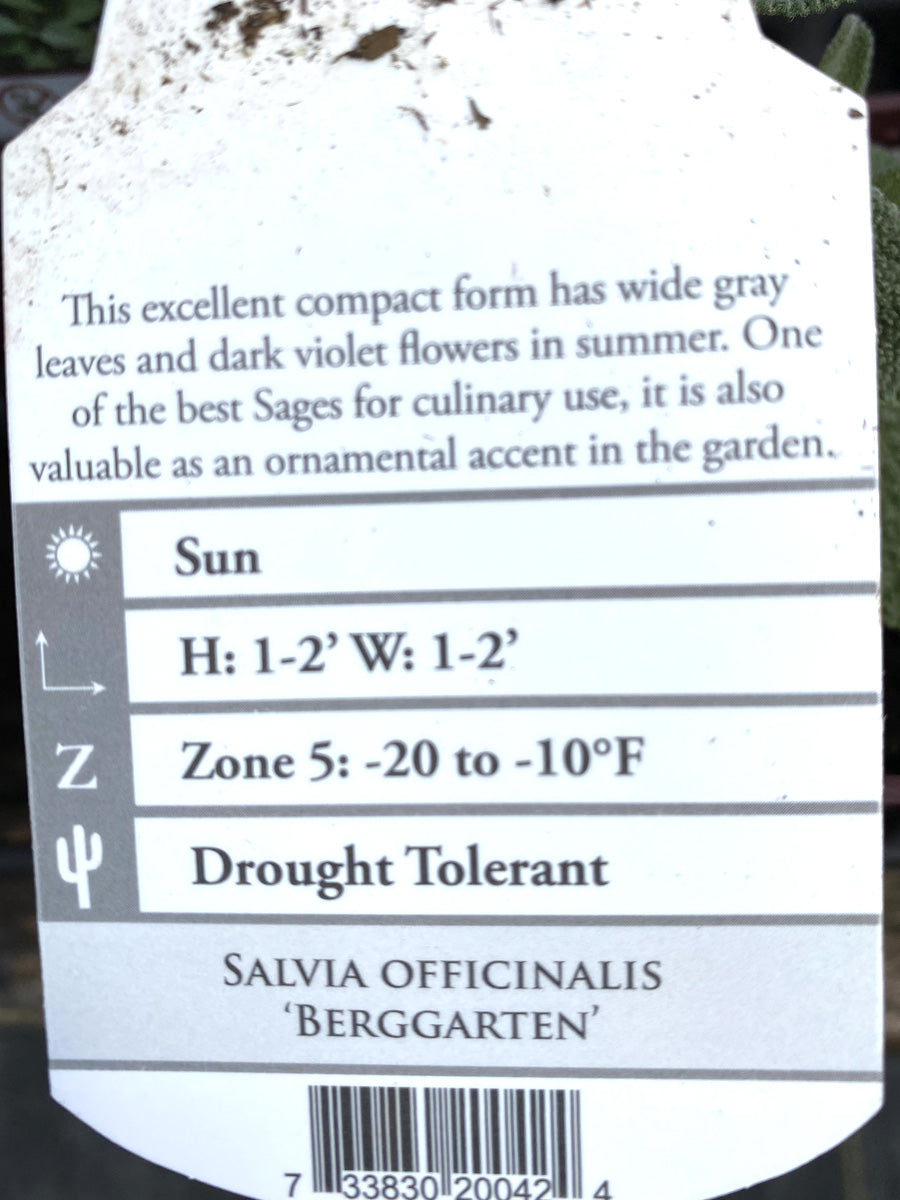 This excellent compact form has wide gray
leaves and dark violet flowers in summer. One
of the best Sages for culinary use, it is also
valuable as an ornamental accent in the garden.
Sun
H: 1-2’ W: 1-2’
Z Zone 5: -20 to -10°F
Drought Tolerant
SALVIA OFFICINALIS
‘BERGGARTEN’
7 33830 20042 4